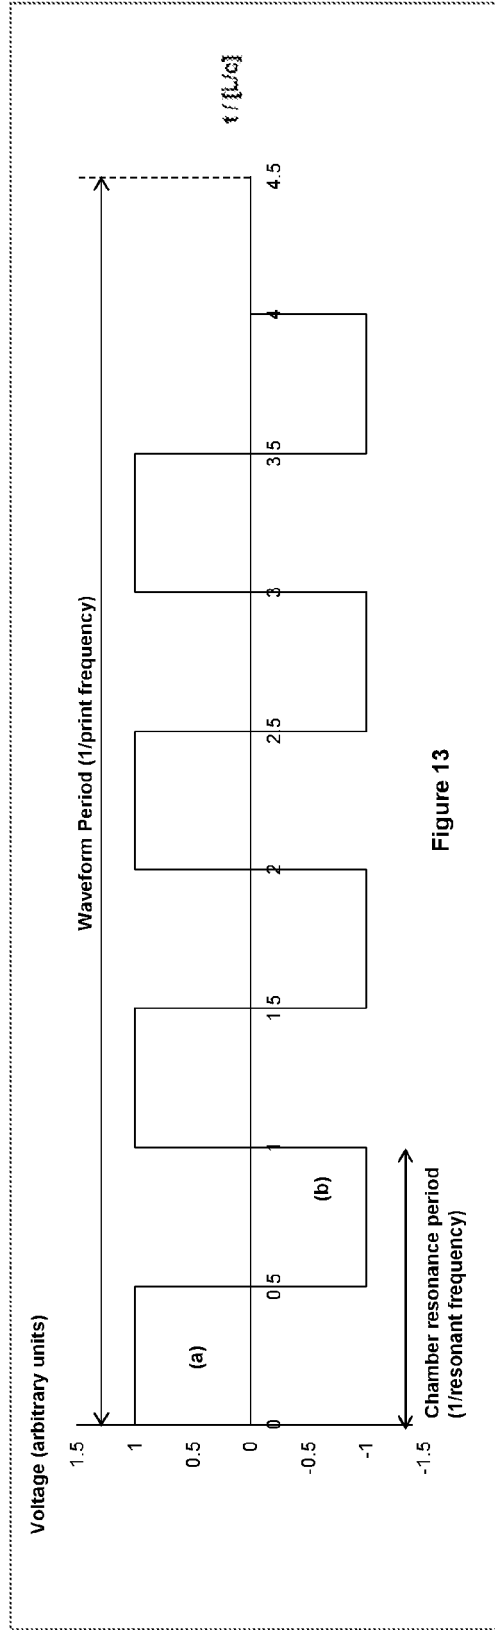 Voltage (arbitrary units)
Waveform Period (1/print frequency)
1.5
1
0.5
0
-0.5
-1
-1.5
(a)
(b)
0
0.5
1
1.5
2
2.5
3
3.5
4
4.5
t / [L/c]
Chamber resonance period
(1/resonant frequency)
Figure 13